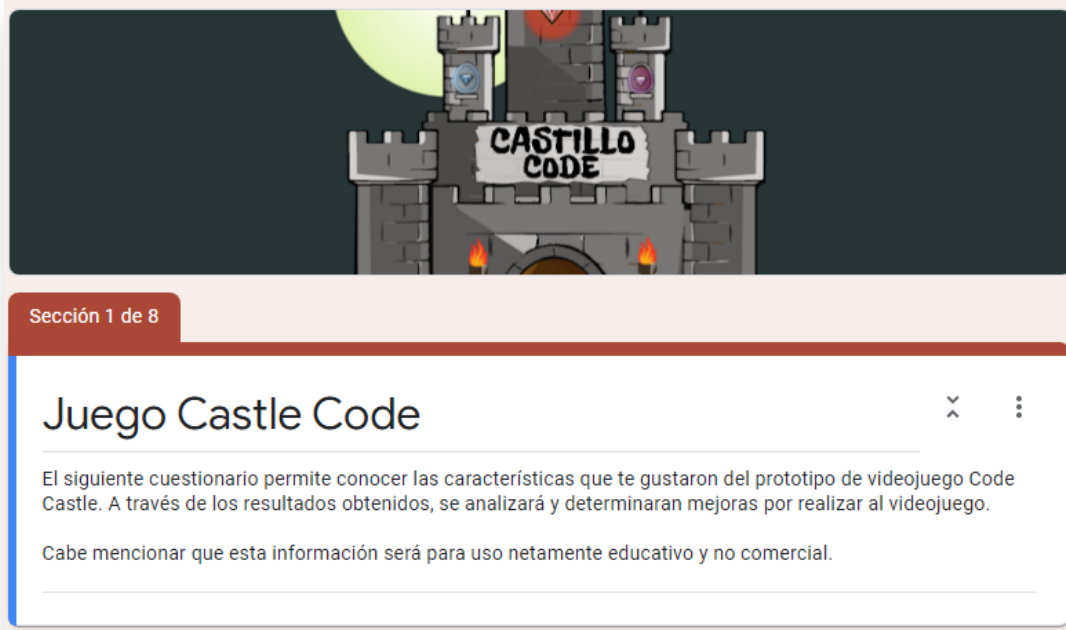 CASTILLO
CODE
Sección 1 de 8
Juego Castle Code
El siguiente cuestionario permite conocer las características que te gustaron del prototipo de videojuego Code
Castle. A través de los resultados obtenidos, se analizará y determinaran mejoras por realizar al videojuego.
Cabe mencionar que esta información será para uso netamente educativo y no comercial.